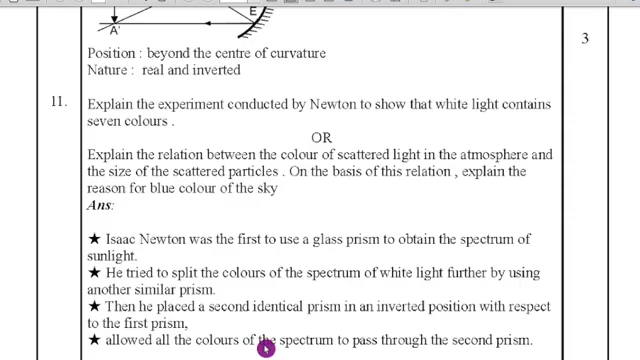 E
A'
Position : beyond the centre of curvature
Nature : real and inverted
3
11.
Explain the experiment conducted by Newton to show that white light contains
seven colours .
OR
Explain the relation between the colour of scattered light in the atmosphere and
the size of the scattered particles . On the basis of this relation , explain the
reason for blue colour of the sky
Ans:
★ Isaac Newton was the first to use a glass prism to obtain the spectrum of
sunlight.
★ He tried to split the colours of the spectrum of white light further by using
another similar prism.
★ Then he placed a second identical prism in an inverted position with respect
to the first prism,
★ allowed all the colours of the spectrum to pass through the second prism.